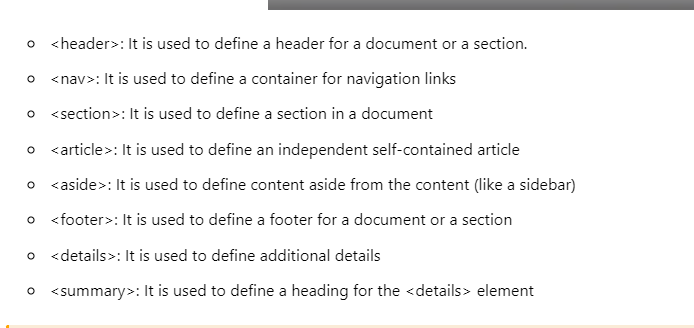 <header>: It is used to define a header for a document or a section.
<nav>: It is used to define a container for navigation links
<section>: It is used to define a section in a document
<article>: It is used to define an independent self-contained article
<aside>: It is used to define content aside from the content (like a sidebar)
<footer>: It is used to define a footer for a document or a section
<details>: It is used to define additional details
<summary>: It is used to define a heading for the <details> element